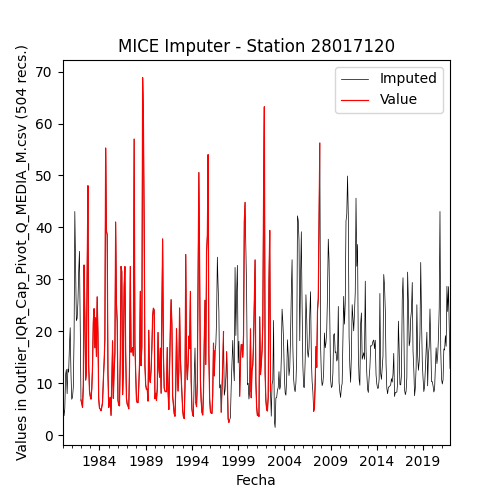 MICE Imputer - Station 28017120
Values in Outlier_IQR_Cap_Pivot_Q_MEDIA_M.csv (504 recs.)
70
60
50
40
30
20
10
0
Imputed
Value
1984 1989 1994 1999 2004 2009 2014 2019
Fecha